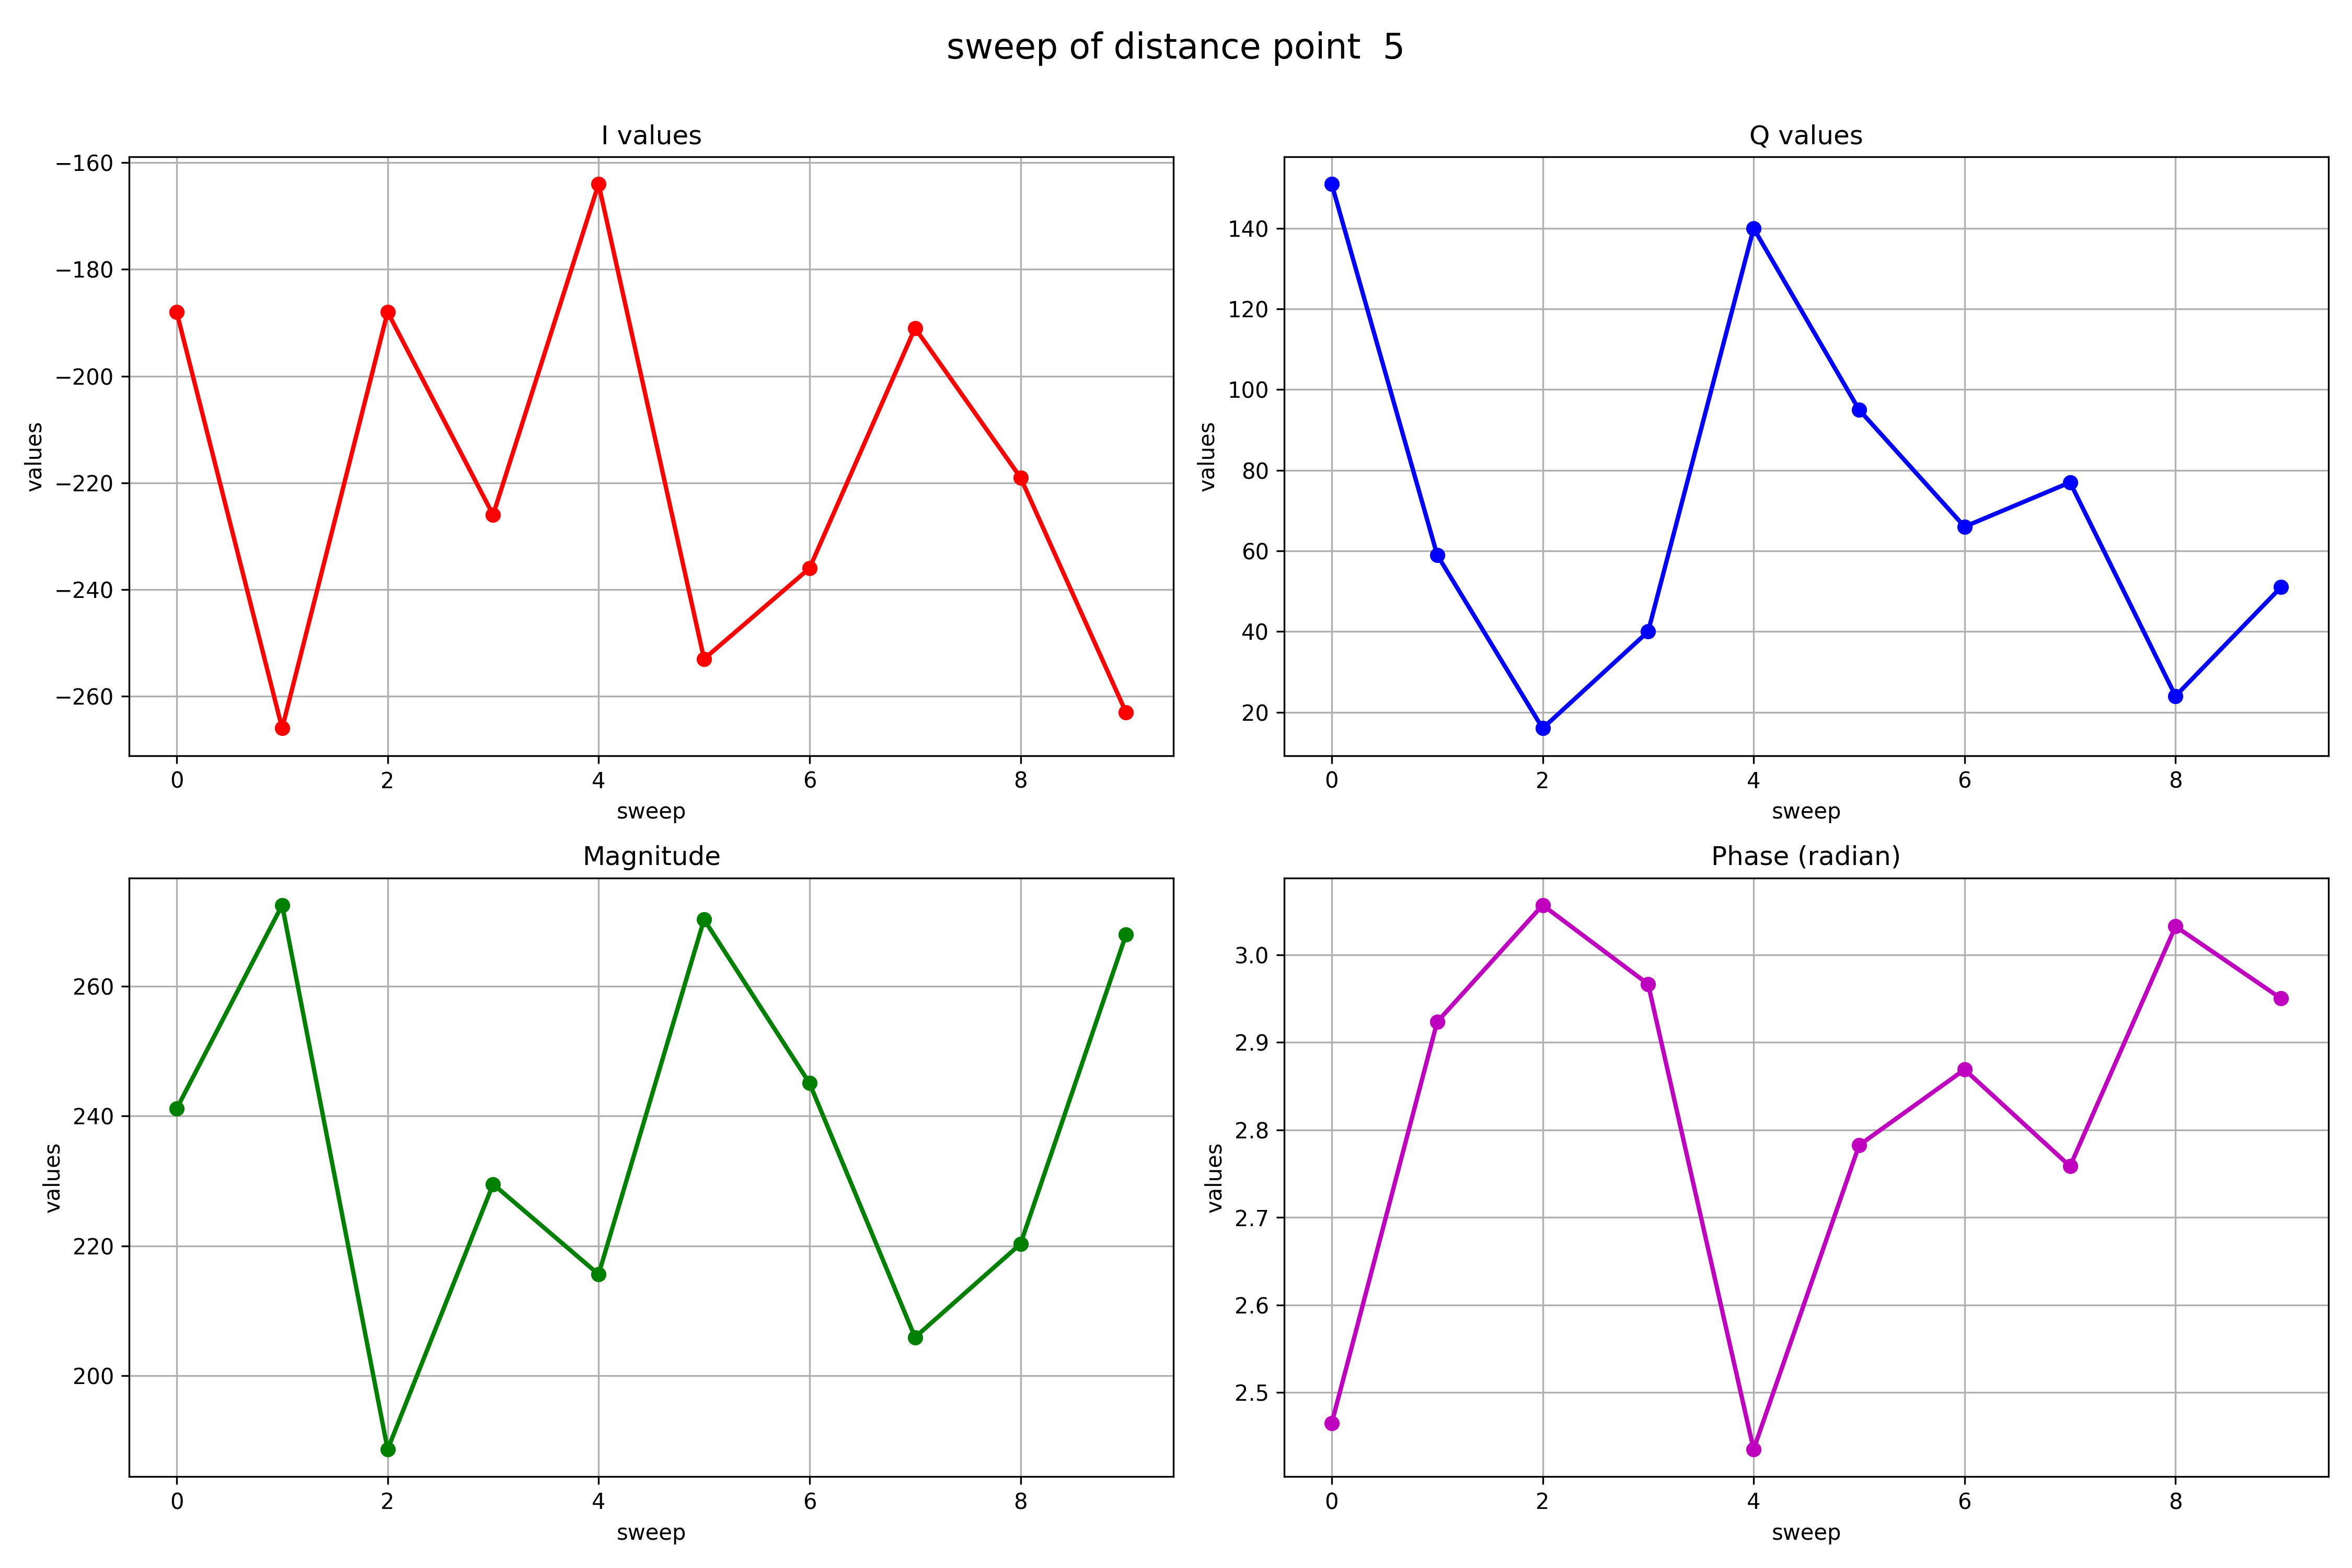 sweep of distance point  5
I values
−160
−180
−200
−220
−240
−260
values
0 2 4 6 8
sweep
Q values
140
120
100
80
60
40
20
values
0 2 4 6 8
sweep
Magnitude
260
240
220
200
values
0 2 4 6 8
sweep
Phase (radian)
3.0
2.9
2.8
2.7
2.6
2.5
values
0 2 4 6 8
sweep